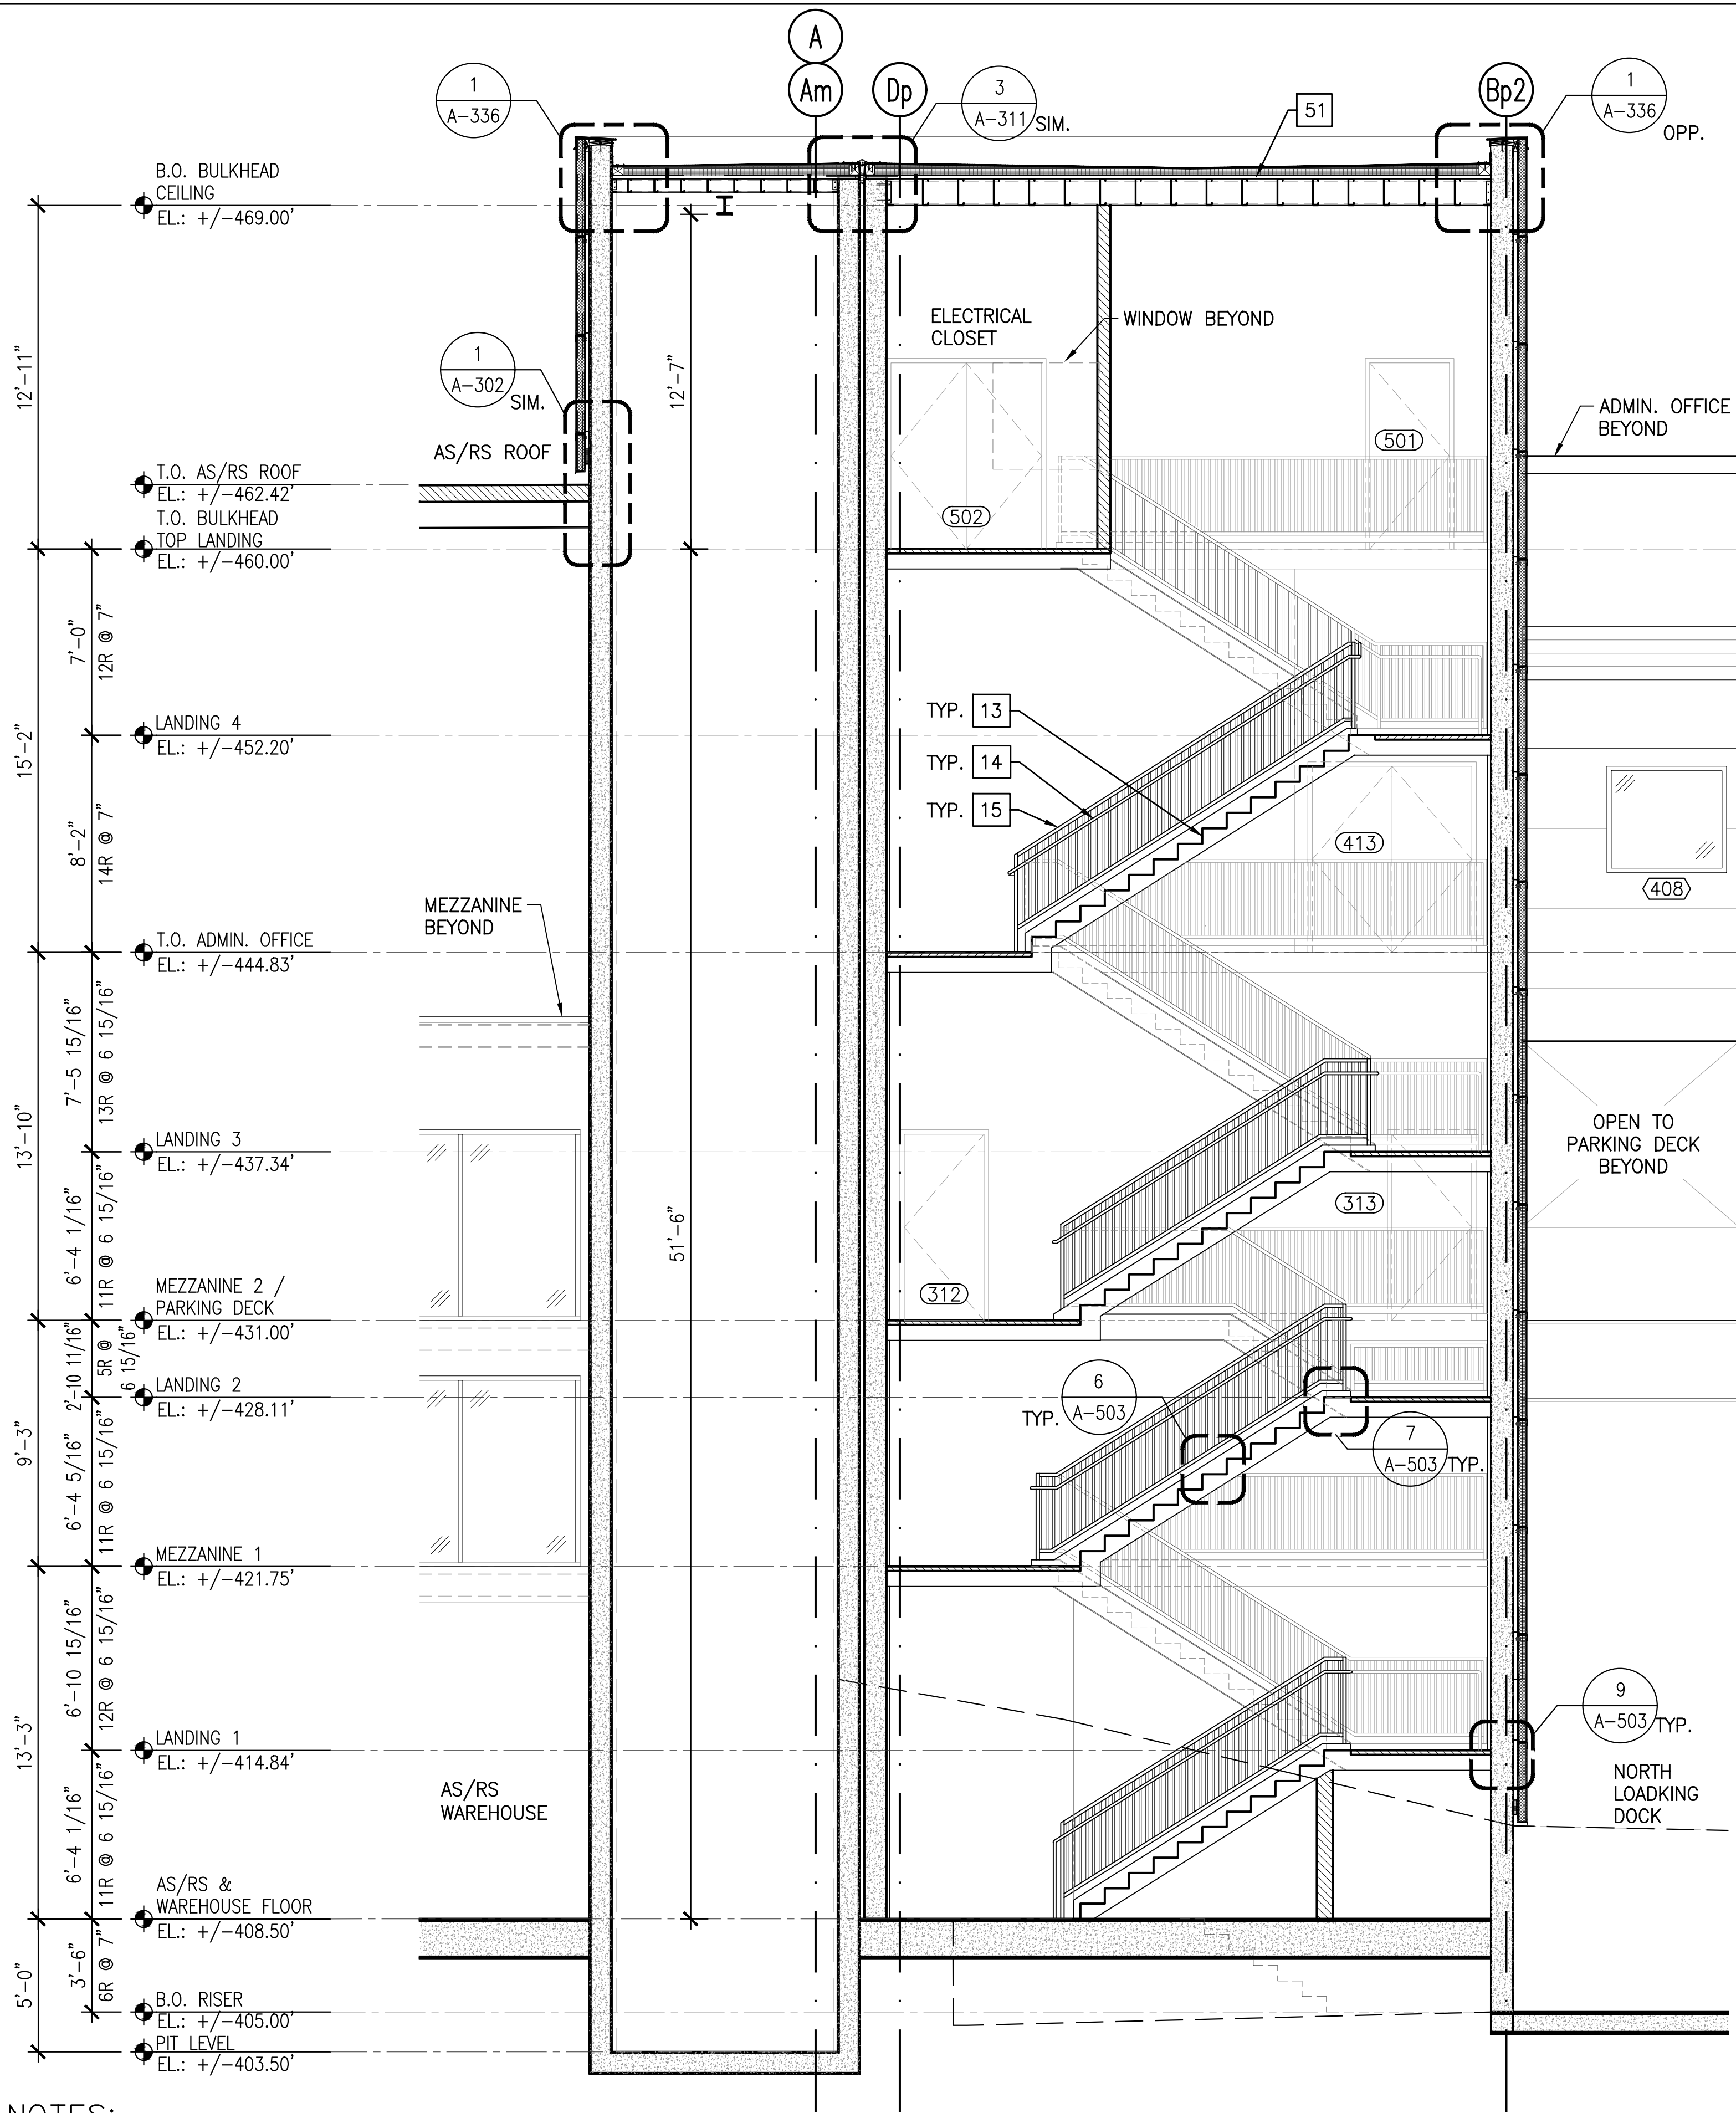 A
Am
Dp
Bp2
1
A-336
3
A-311
SIM.
51
1
A-336
OPP.
B.O. BULKHEAD
CEILING
EL.: +/-469.00'
12'-11"
12'-7"
ELECTRICAL
CLOSET
WINDOW BEYOND
1
A-302
SIM.
AS/RS ROOF
ADMIN. OFFICE
BEYOND
501
502
T.O. AS/RS ROOF
EL.: +/-462.42'
T.O. BULKHEAD
TOP LANDING
EL.: +/-460.00'
7'-0"
12R @ 7"
15'-2"
LANDING 4
EL.: +/-452.20'
8'-2"
14R @ 7"
TYP. 13
TYP. 14
TYP. 15
413
408
MEZZANINE
BEYOND
T.O. ADMIN. OFFICE
EL.: +/-444.83'
7'-5 15/16"
13R @ 6 15/16"
13'-10"
LANDING 3
EL.: +/-437.34'
OPEN TO
PARKING DECK
BEYOND
6'-4 1/16"
11R @ 6 15/16"
51'-6"
313
312
MEZZANINE 2 /
PARKING DECK
EL.: +/-431.00'
2'-10 11/16"
5R @
6 15/16"
LANDING 2
EL.: +/-428.11'
9'-3"
6'-4 5/16"
11R @ 6 15/16"
6
A-503
TYP.
7
A-503
TYP.
MEZZANINE 1
EL.: +/-421.75'
6'-10 15/16"
12R @ 6 15/16"
13'-3"
9
A-503
TYP.
LANDING 1
EL.: +/-414.84'
NORTH
LOADKING
DOCK
AS/RS
WAREHOUSE
6'-4 1/16"
11R @ 6 15/16"
AS/RS &
WAREHOUSE FLOOR
EL.: +/-408.50'
5'-0"
3'-6"
6R @ 7"
B.O. RISER
EL.: +/-405.00'
PIT LEVEL
EL.: +/-403.50'
NOTES: